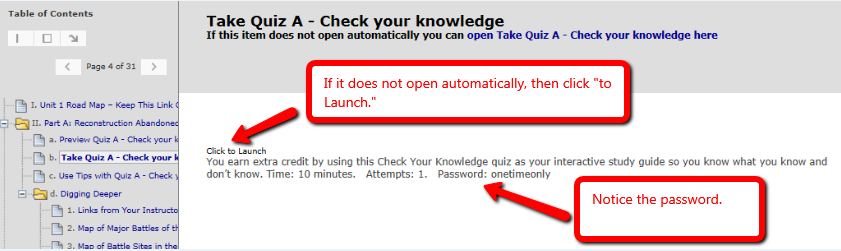 Table of Contents
Page 4 of 31
I. Unit 1 Road Map – Keep This Link
II. Part A: Reconstruction Abandoned
a. Preview Quiz A - Check your
b. Take Quiz A - Check your
c. Use Tips with Quiz A - Check
d. Digging Deeper
1. Links from Your Instructo
2. Map of Major Battles of th
3. Map of Battle Sites in the
Take Quiz A - Check your knowledge
If this item does not open automatically you can open Take Quiz A - Check your knowledge here
If it does not open automatically, then click "to
Launch."
Click to Launch
You earn extra credit by using this Check Your Knowledge quiz as your interactive study guide so you know what you know and
don't know. Time: 10 minutes. Attempts: 1. Password: onetimeonly
Notice the password.